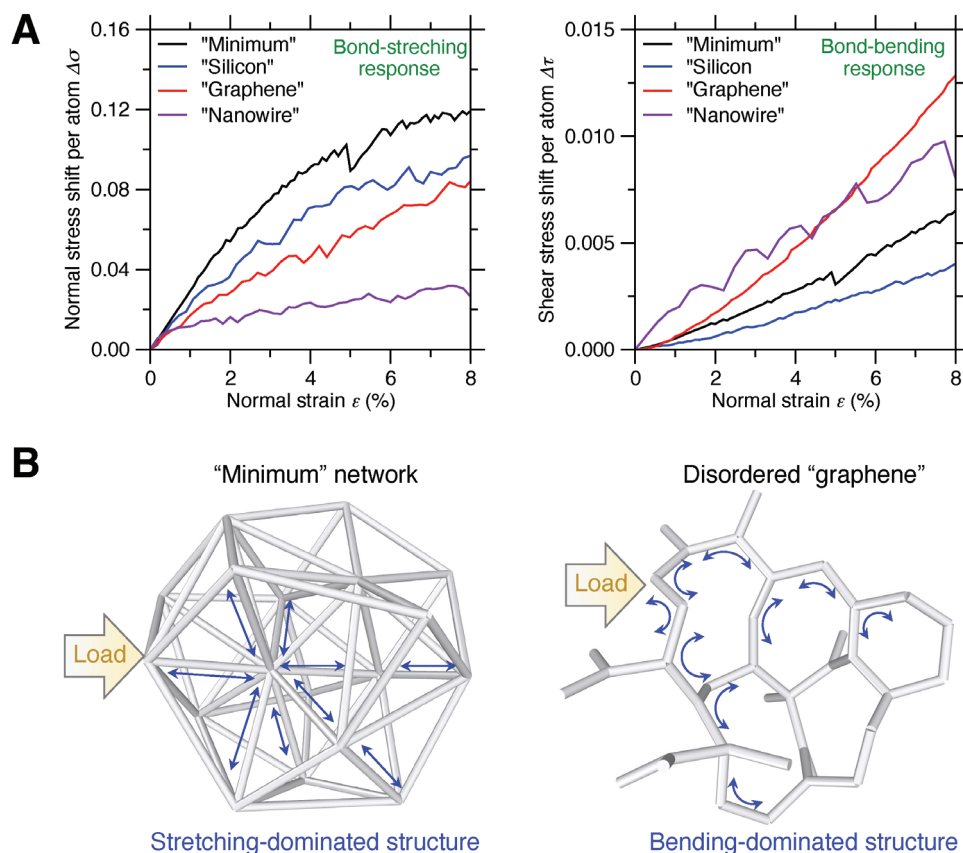 A
Normal stress shift per atom Δσ
0.16
0.12
0.08
0.04
0.00
"Minimum"
"Silicon"
"Graphene"
"Nanowire"
Bond-streching
response
0 2 4 6 8
Normal strain ε (%)
Shear stress shift per atom Δτ
0.015
0.010
0.005
0.000
"Minimum"
"Silicon
"Graphene"
"Nanowire"
Bond-bending
response
0 2 4 6 8
Normal strain ε (%)
B
“Minimum” network
Load
Stretching-dominated structure
Disordered “graphene”
Load
Bending-dominated structure